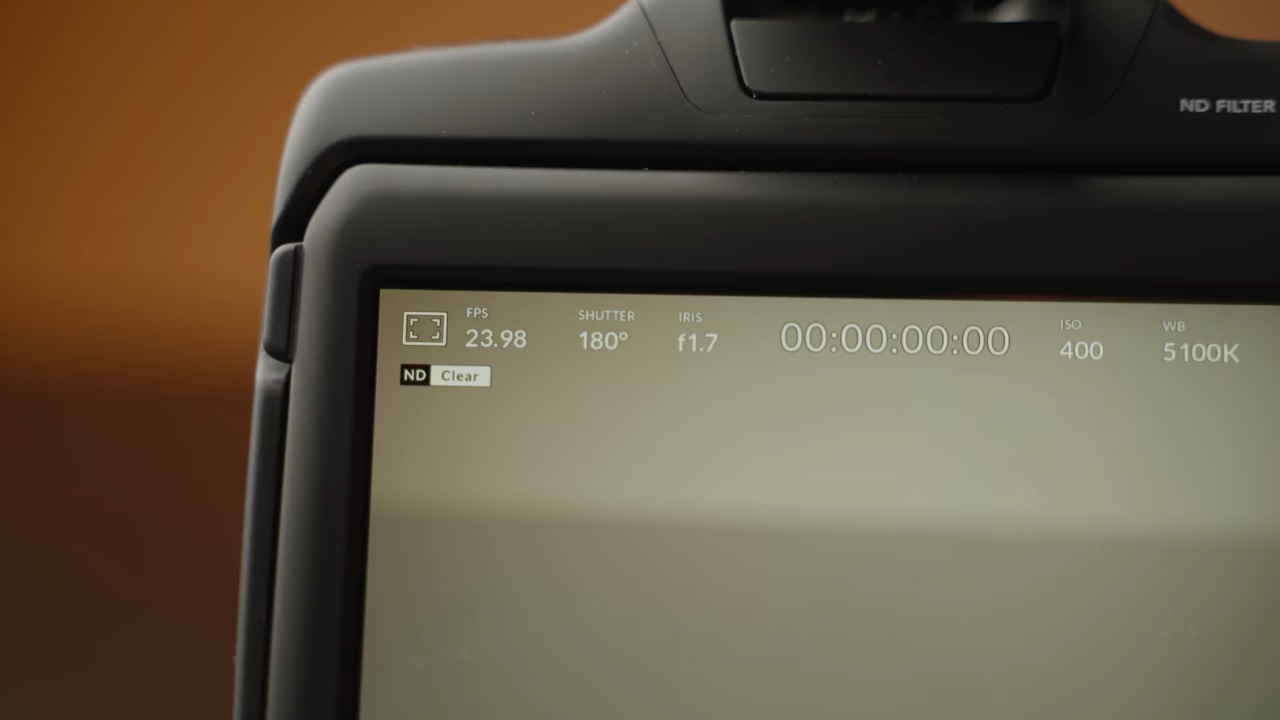 ND FILTER
FPS SHUTTER IRIS ISO WB
23.98 180° f1.7 00:00:00:00 400 5100K
ND Clear